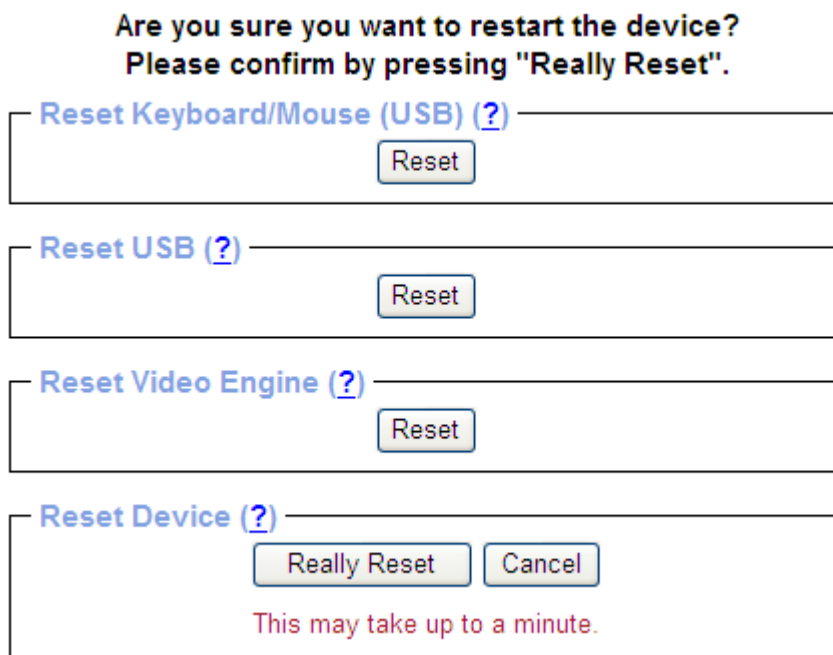 Are you sure you want to restart the device?
Please confirm by pressing "Really Reset".
Reset Keyboard/Mouse (USB) (?)
Reset
Reset USB (?)
Reset
Reset Video Engine (?)
Reset
Reset Device (?)
Really Reset Cancel
This may take up to a minute.